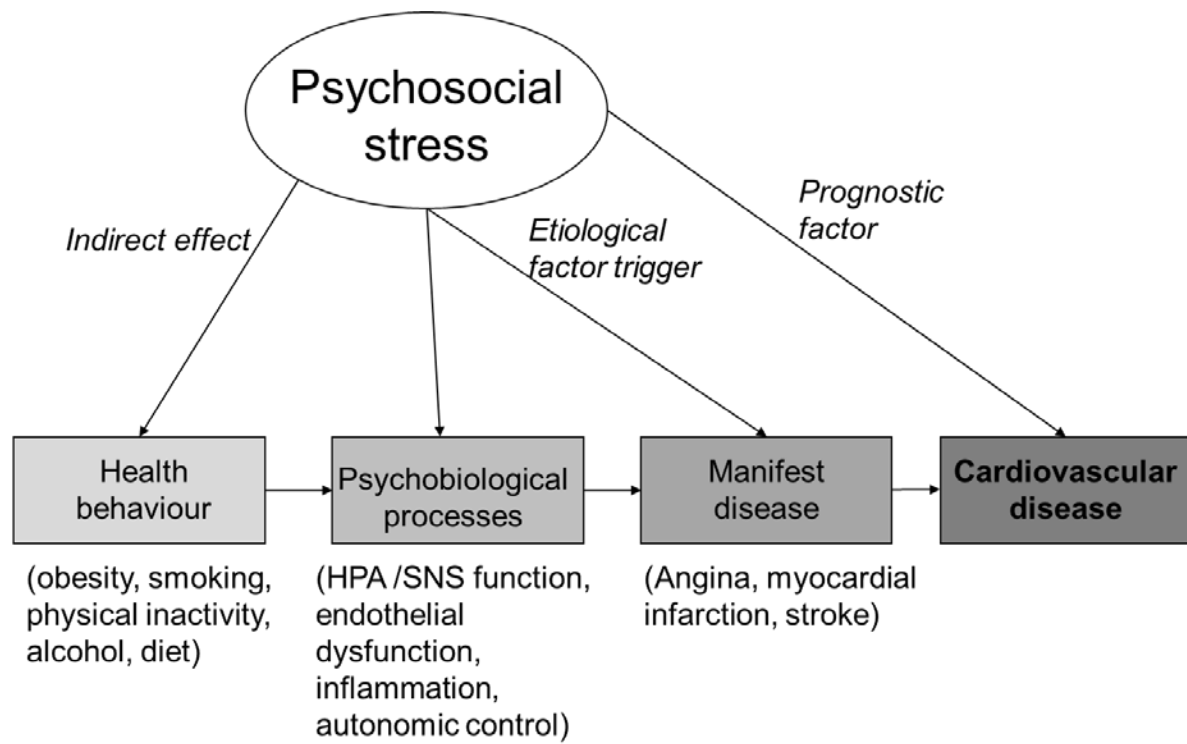 Psychosocial
stress
Indirect effect
Etiological
factor trigger
Prognostic
factor
Health
behaviour
Psychobiological
processes
Manifest
disease
Cardiovascular
disease
(obesity, smoking,
physical inactivity,
alcohol, diet)
(HPA /SNS function,
endothelial
dysfunction,
inflammation,
autonomic control)
(Angina, myocardial
infarction, stroke)